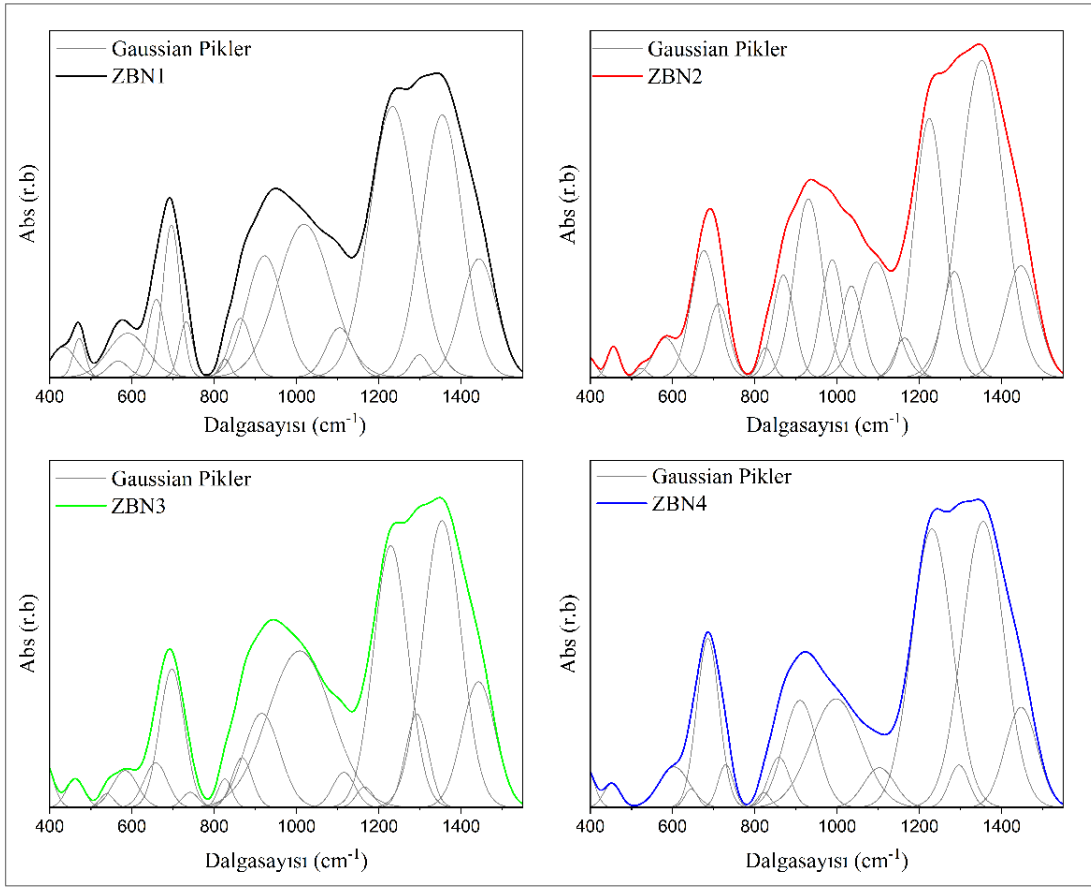 Gaussian Pikler
ZBN1
Abs (r.b)
400 600 800 1000 1200 1400
Dalgasayısı (cm⁻¹)
Gaussian Pikler
ZBN2
Abs (r.b)
400 600 800 1000 1200 1400
Dalgasayısı (cm⁻¹)
Gaussian Pikler
ZBN3
Abs (r.b)
400 600 800 1000 1200 1400
Dalgasayısı (cm⁻¹)
Gaussian Pikler
ZBN4
Abs (r.b)
400 600 800 1000 1200 1400
Dalgasayısı (cm⁻¹)